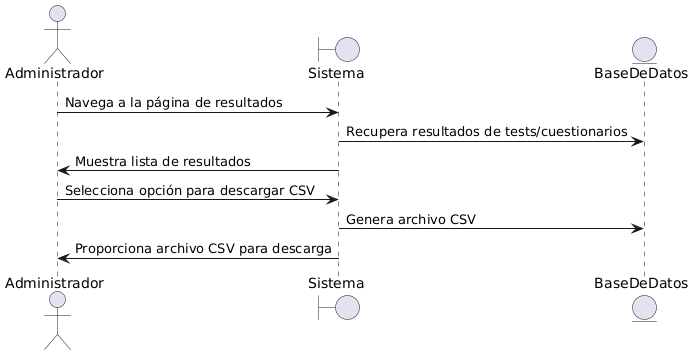 Administrador
Sistema
BaseDeDatos
Navega a la página de resultados
Recupera resultados de tests/cuestionarios
Muestra lista de resultados
Selecciona opción para descargar CSV
Genera archivo CSV
Proporciona archivo CSV para descarga
Administrador
Sistema
BaseDeDatos